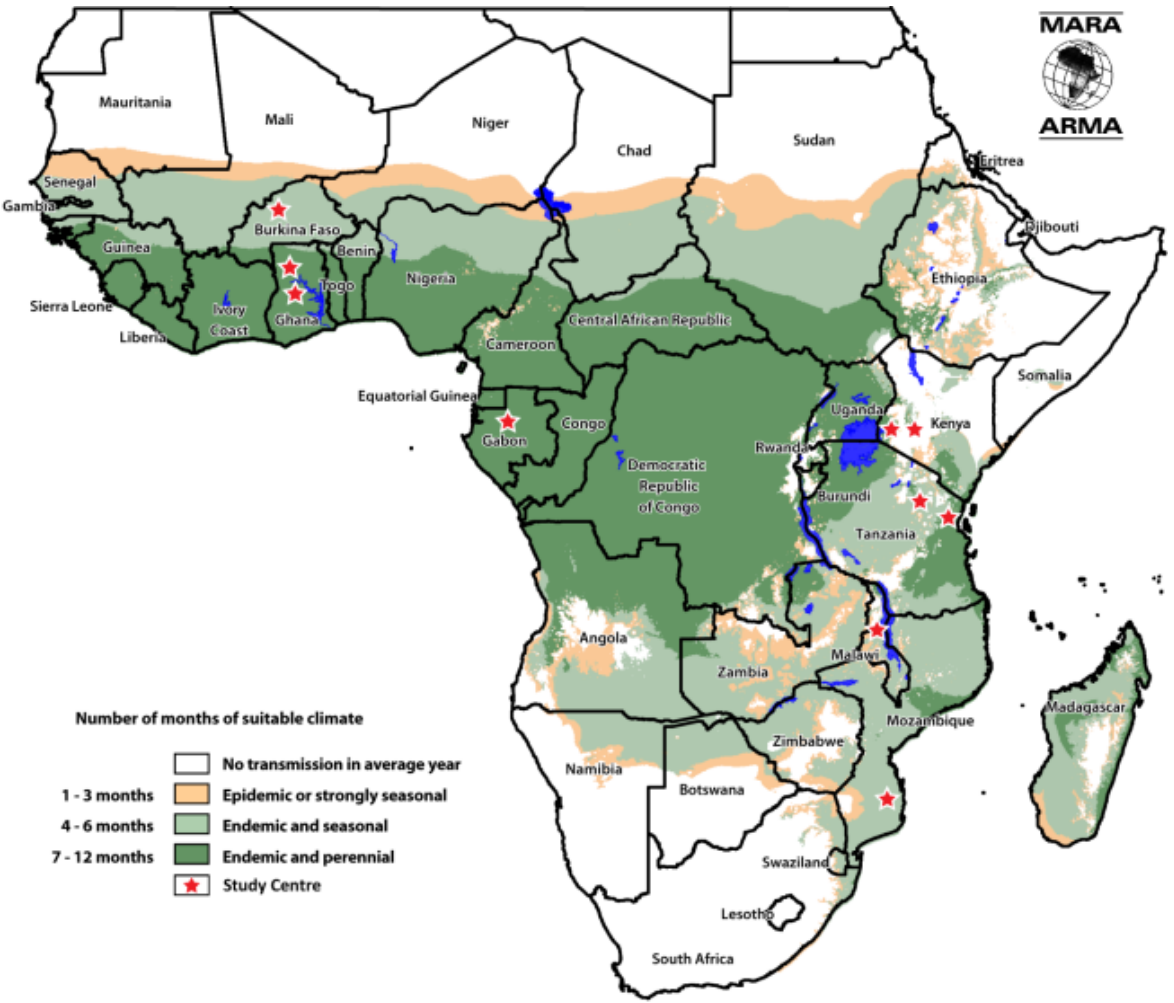 MARA
ARMA
Mauritania
Mali
Niger
Chad
Sudan
Eritrea
Senegal
Gambia
Burkina Faso
Djibouti
Guinea
Benin
Nigeria
Togo
Ethiopia
Sierra Leone
Ivory
Coast
Ghana
Liberia
Central African Republic
Cameroon
Somalia
Equatorial Guinea
Uganda
Kenya
Congo
Gabon
Rwanda
Democratic
Republic
of Congo
Burundi
Tanzania
Angola
Malawi
Zambia
Madagascar
Mozambique
Zimbabwe
Namibia
Botswana
Swaziland
Lesotho
South Africa
Number of months of suitable climate
No transmission in average year
1 - 3 months Epidemic or strongly seasonal
4 - 6 months Endemic and seasonal
7 - 12 months Endemic and perennial
Study Centre